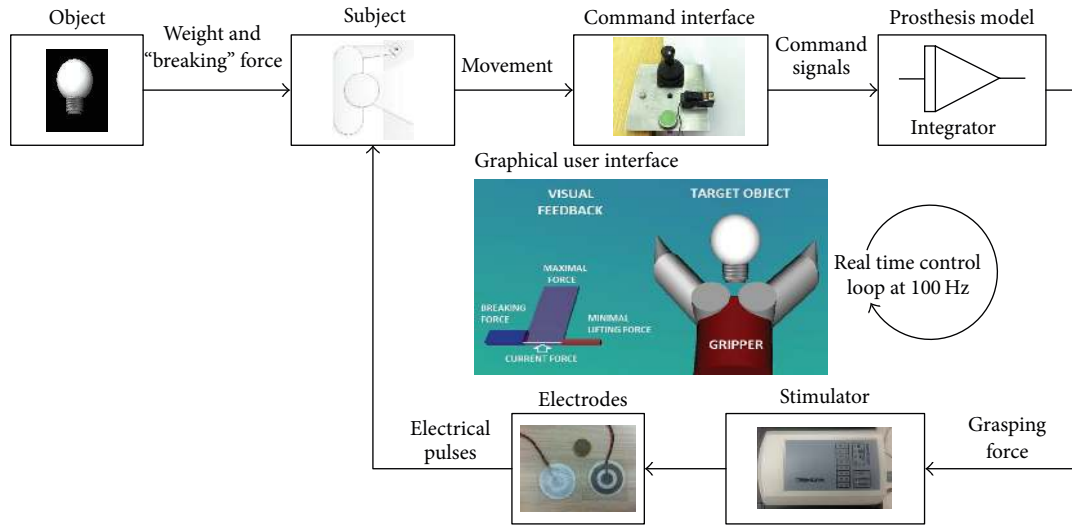 Object
Subject
Command interface
Prosthesis model
Weight and
"breaking" force
Movement
Command
signals
Integrator
Graphical user interface
VISUAL
FEEDBACK
TARGET OBJECT
MAXIMAL
FORCE
BREAKING
FORCE
MINIMAL
LIFTING FORCE
CURRENT FORCE
GRIPPER
Real time control
loop at 100 Hz
Electrodes
Stimulator
Electrical
pulses
Grasping
force